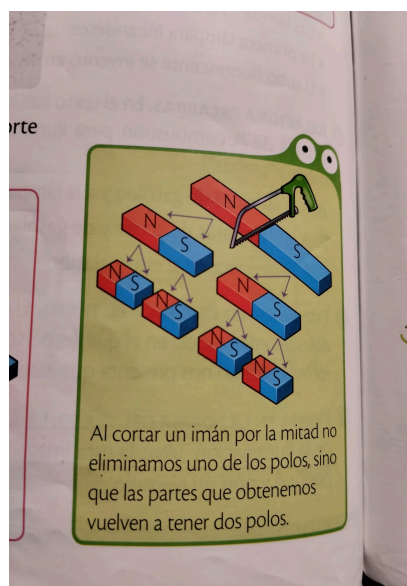 orte
N
S
N
S
N S
N S
N
S
N S
N S
Al cortar un imán por la mitad no
eliminamos uno de los polos, sino
que las partes que obtenemos
vuelven a tener dos polos.